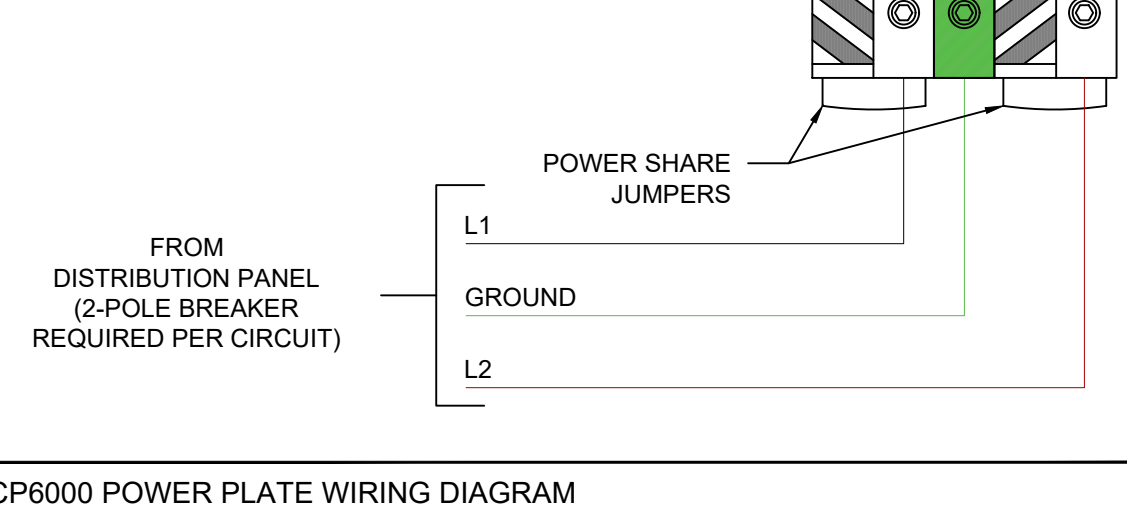 POWER SHARE
JUMPERS
L1
FROM
DISTRIBUTION PANEL
(2-POLE BREAKER
REQUIRED PER CIRCUIT)
GROUND
L2
CP6000 POWER PLATE WIRING DIAGRAM